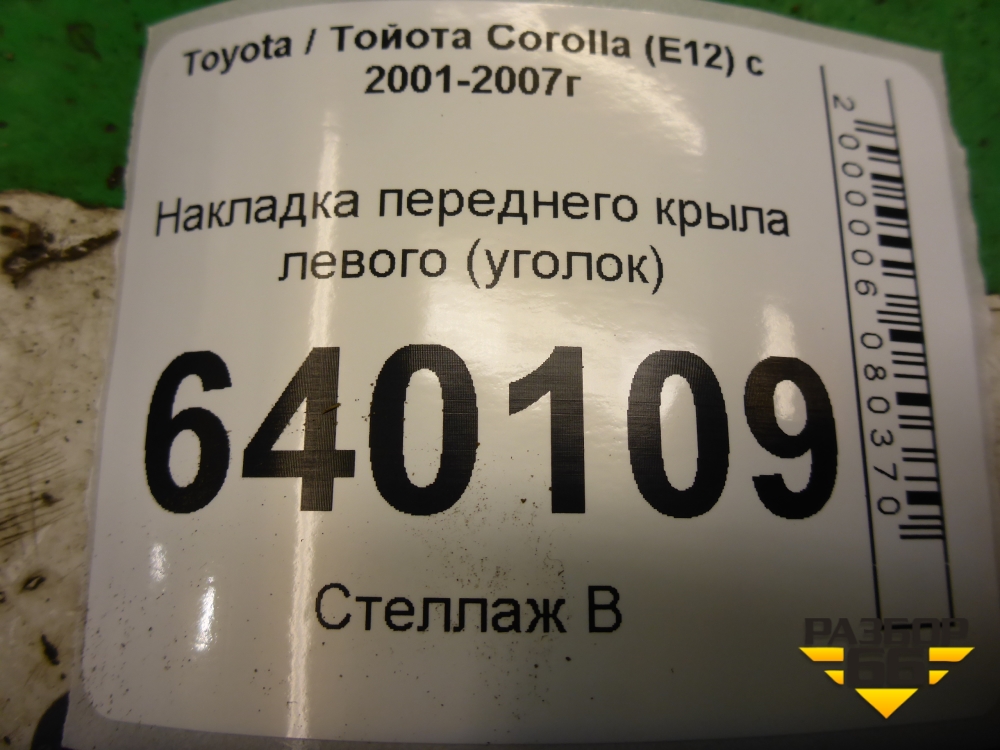 Toyota / Тойота Corolla (E12) с
2001-2007г
Накладка переднего крыла
левого (уголок)
640109
Стеллаж В
2000006080370
РАЗБОР
66